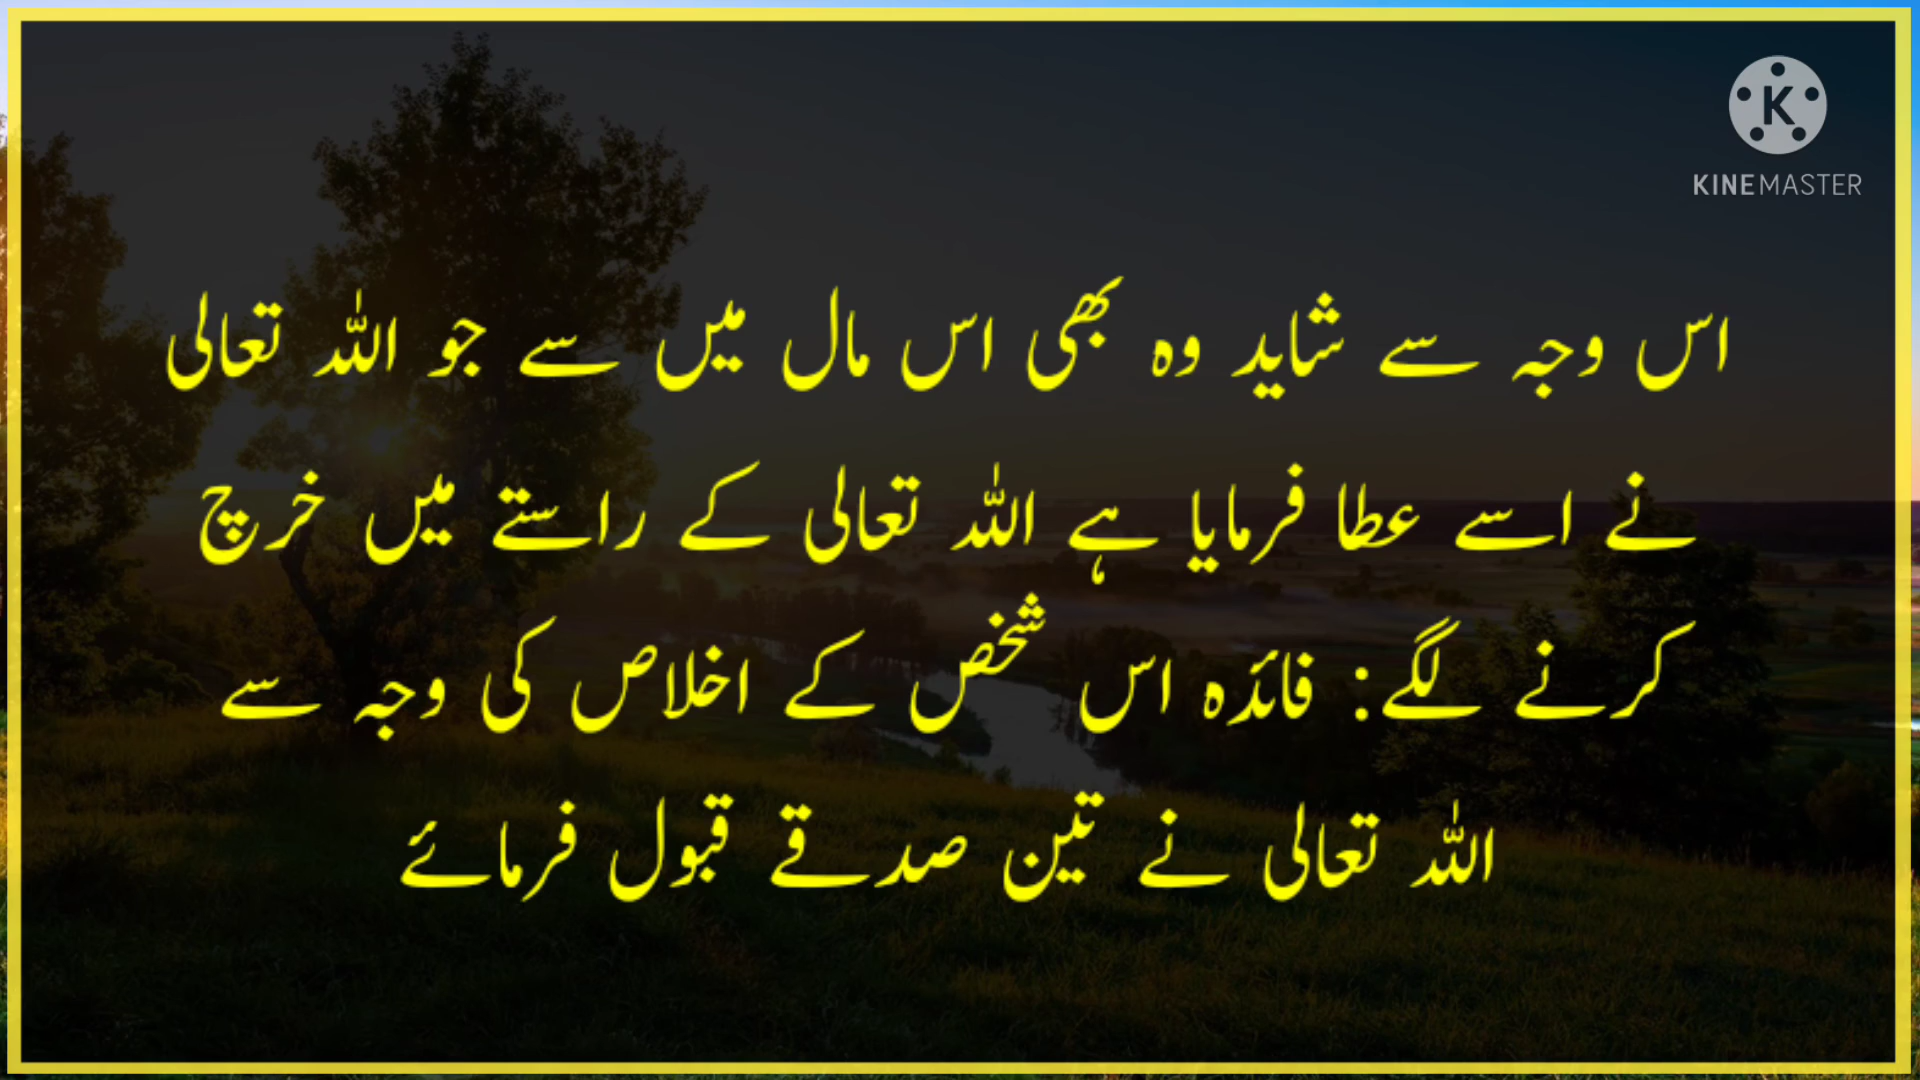 KINEMASTER
اس وجہ سے شاید وہ بھی اس مال میں سے جو اللہ تعالی
نے اسے عطا فرمایا ہے اللہ تعالی کے راستے میں خرچ
کرنے لگے: فائدہ اس شخص کے اخلاص کی وجہ سے
اللہ تعالی نے تین صدقے قبول فرمائے